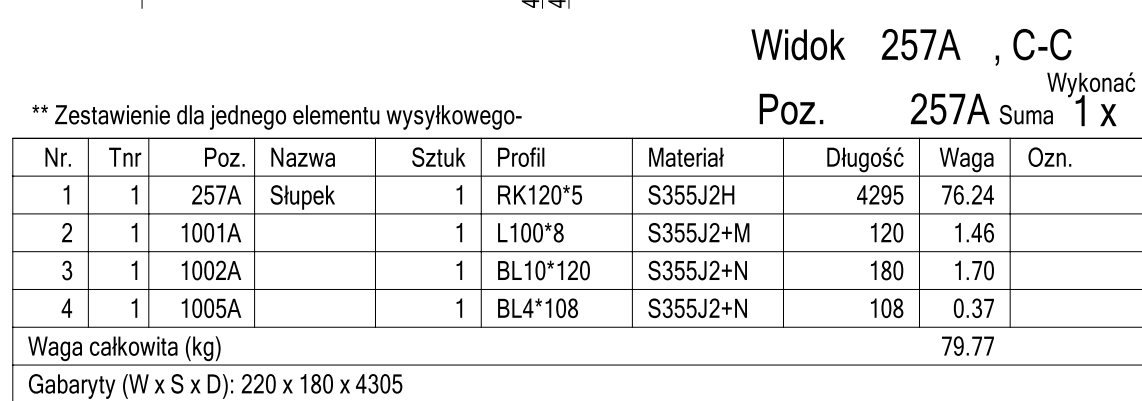 Widok 257A , C-C
Wykonać
** Zestawienie dla jednego elementu wysyłkowego- Poz. 257A Suma 1 x
Nr. Tnr Poz. Nazwa Sztuk Profil Materiał Długość Waga Ozn.
1 1 257A Słupek 1 RK120*5 S355J2H 4295 76.24
2 1 1001A 1 L100*8 S355J2+M 120 1.46
3 1 1002A 1 BL10*120 S355J2+N 180 1.70
4 1 1005A 1 BL4*108 S355J2+N 108 0.37
Waga całkowita (kg) 79.77
Gabaryty (W x S x D): 220 x 180 x 4305